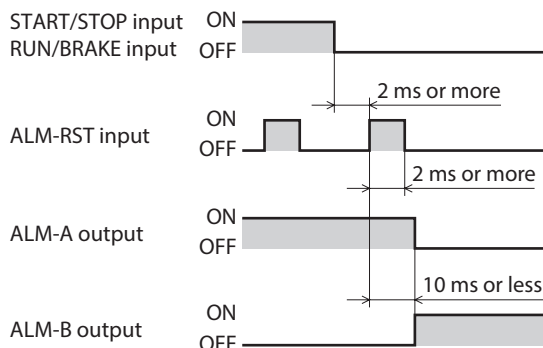 START/STOP input
RUN/BRAKE input
ON
OFF
2 ms or more
ALM-RST input
ON
OFF
2 ms or more
ALM-A output
ON
OFF
10 ms or less
ALM-B output
ON
OFF